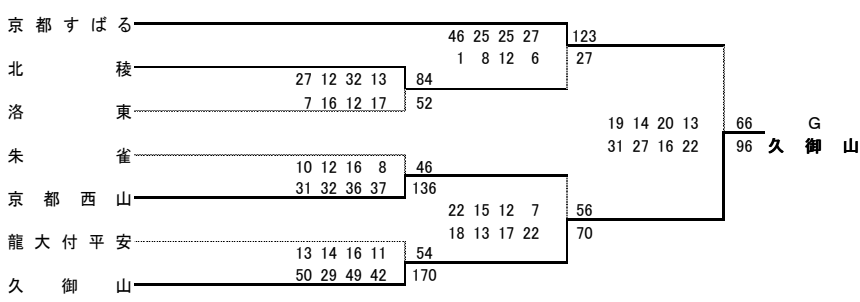 京都すばる
46 25 25 27 123
1 8 12 6 27
北稜
27 12 32 13 84
7 16 12 17 52
洛東
19 14 20 13 66 G
31 27 16 22 96 久御山
朱雀
10 12 16 8 46
31 32 36 37 136
京都西山
22 15 12 7 56
18 13 17 22 70
龍大付平安
13 14 16 11 54
50 29 49 42 170
久御山